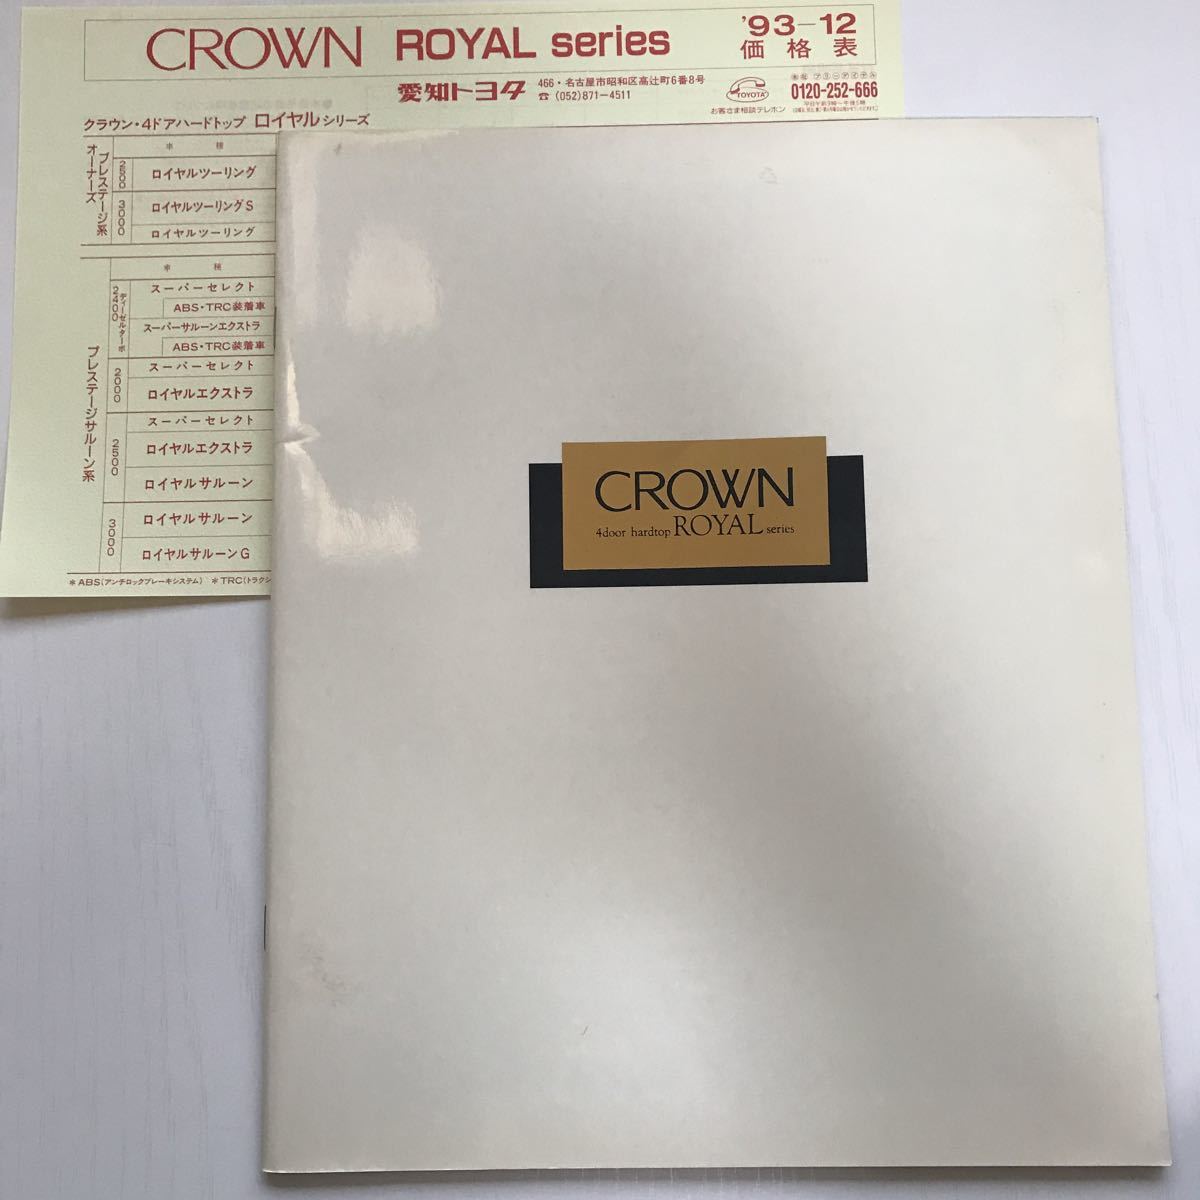 CROWN ROYAL series
'93-12
価格表
愛知トヨタ
466・名古屋市昭和区高辻町6番8号
☎(052)871-4511
TOYOTA
お客さま相談テレホン
0120-252-666
クラウン・4ドアハードトップ ロイヤルシリーズ
プレステージ系
オーナーズ
車種
2500
ロイヤルツーリング
3000
ロイヤルツーリングS
ロイヤルツーリング
プレステージサルーン系
車種
2400
ディーゼルターボ
スーパーセレクト
ABS・TRC装着車
スーパーサルーンエクストラ
ABS・TRC装着車
2000
スーパーセレクト
ロイヤルエクストラ
2500
スーパーセレクト
ロイヤルエクストラ
ロイヤルサルーン
3000
ロイヤルサルーン
ロイヤルサルーンG
＊ABS(アンチロックブレーキシステム) ＊TRC(トラクシ
CROWN
4door hardtop ROYAL series